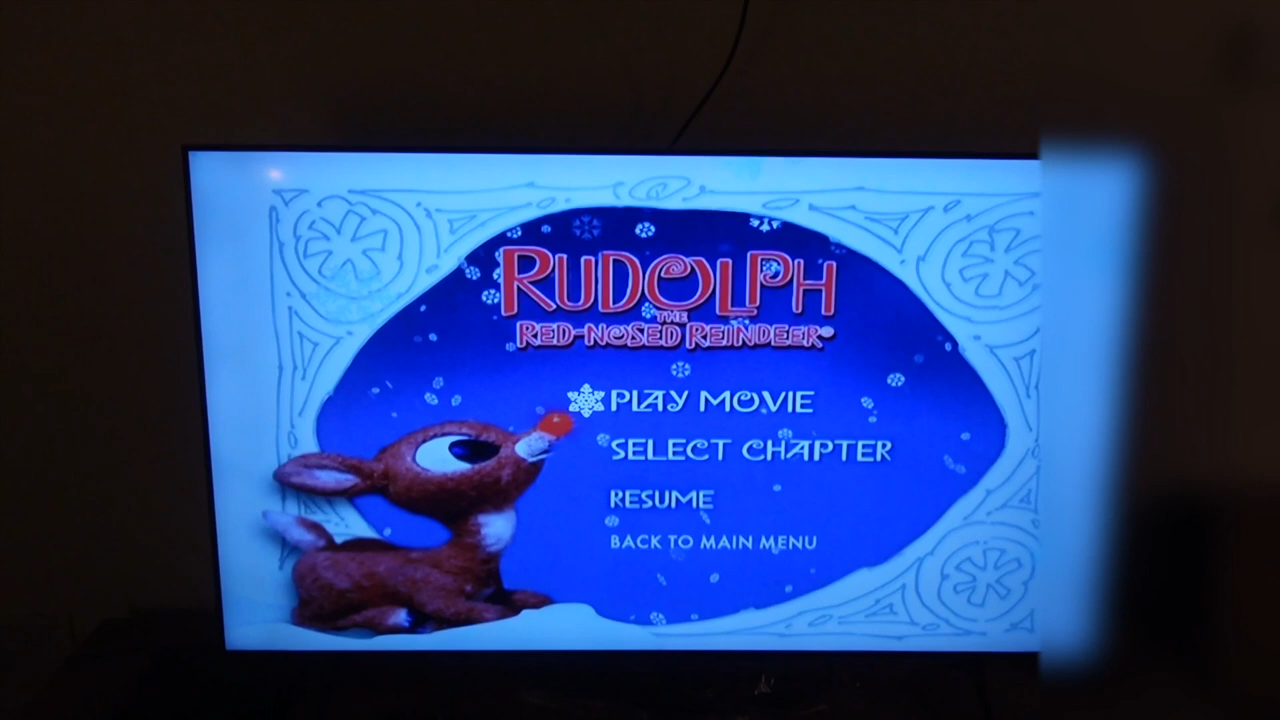 RUDOLPH
THE
RED-NOSED REINDEER®
PLAY MOVIE
SELECT CHAPTER
RESUME
BACK TO MAIN MENU